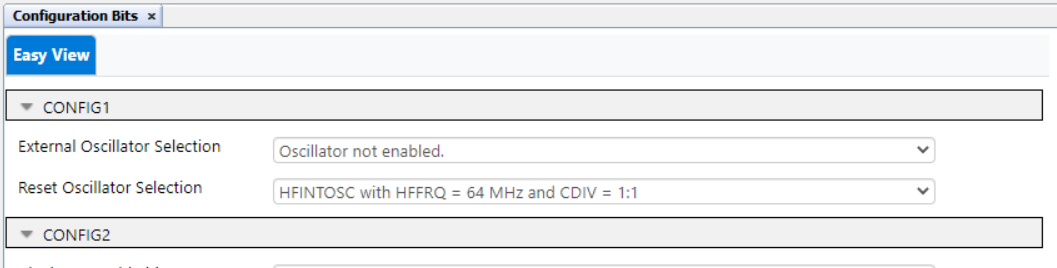 Configuration Bits ×
Easy View
CONFIG1
External Oscillator Selection Oscillator not enabled.
Reset Oscillator Selection HFINTOSC with HFFRQ = 64 MHz and CDIV = 1:1
CONFIG2